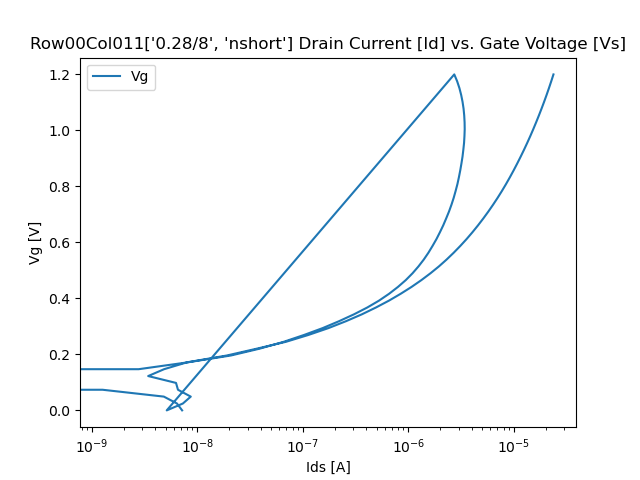 Row00Col011['0.28/8', 'nshort'] Drain Current [Id] vs. Gate Voltage [Vs]
Vg
1.2
1.0
0.8
0.6
0.4
0.2
0.0
Vg [V]
10⁻⁹ 10⁻⁸ 10⁻⁷ 10⁻⁶ 10⁻⁵
Ids [A]